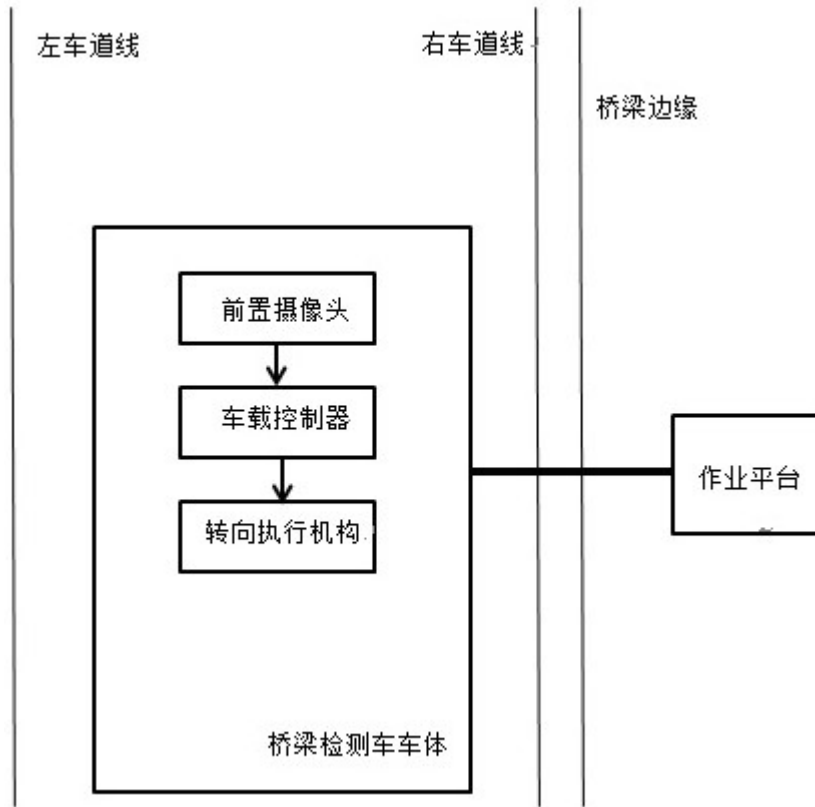 左车道线
右车道线
桥梁边缘
前置摄像头
车载控制器
转向执行机构
作业平台
桥梁检测车车体